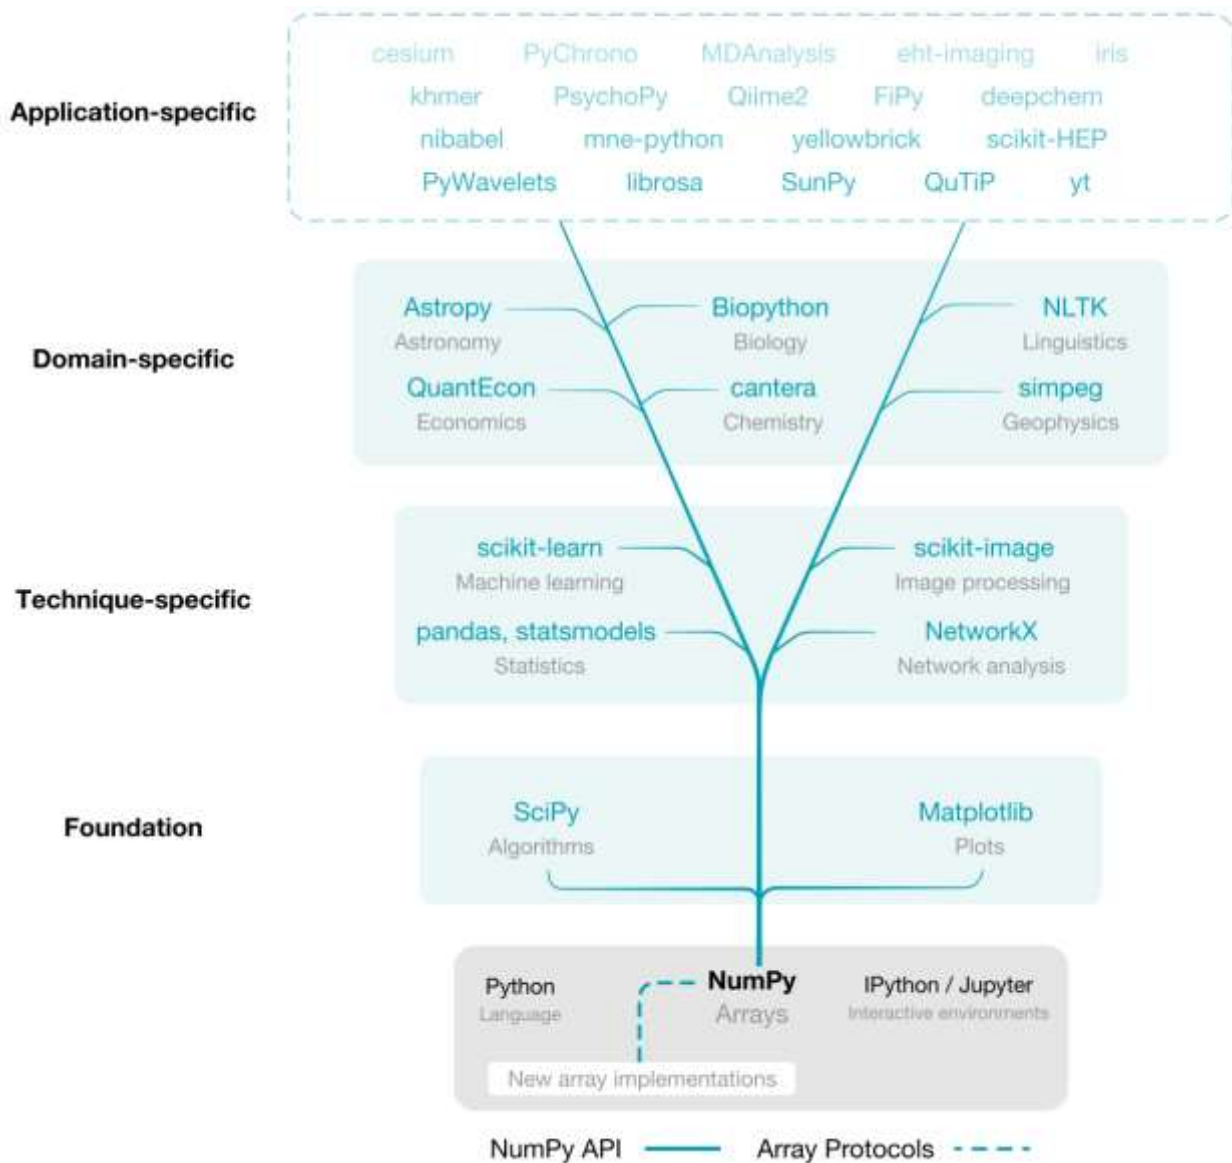 cesium PyChrono MDAnalysis eht-imaging iris
khmer PsychoPy Qiime2 FiPy deepchem
Application-specific
nibabel mne-python yellowbrick scikit-HEP
PyWavelets librosa SunPy QuTiP yt
Astropy Biopython NLTK
Astronomy Biology Linguistics
Domain-specific
QuantEcon cantera simpeg
Economics Chemistry Geophysics
scikit-learn scikit-image
Machine learning Image processing
Technique-specific
pandas, statsmodels NetworkX
Statistics Network analysis
SciPy Matplotlib
Foundation
Algorithms Plots
Python NumPy IPython / Jupyter
Language Arrays Interactive environments
New array implementations
NumPy API Array Protocols